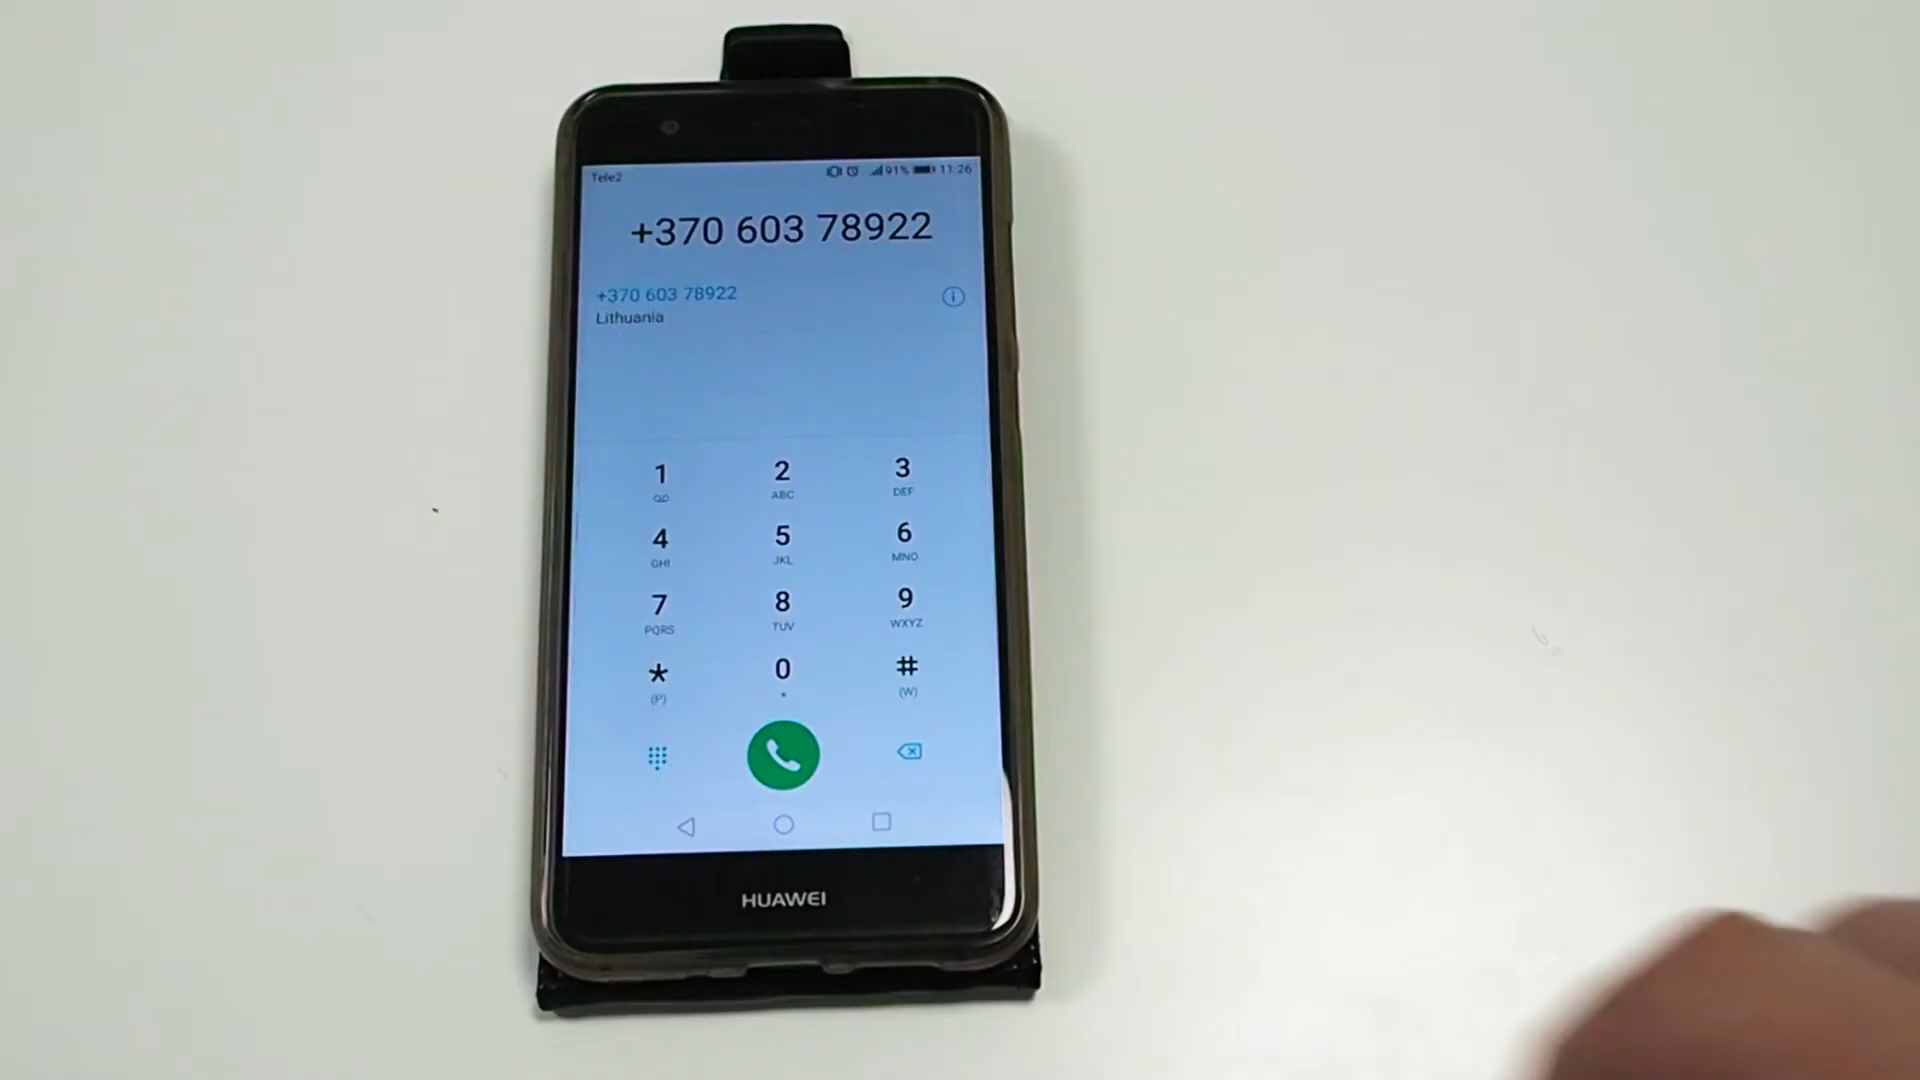 Tele2 91% 11:26
+370 603 78922
+370 603 78922
Lithuania
1 2 3
ABC DEF
4 5 6
GHI JKL MNO
7 8 9
PQRS TUV WXYZ
* 0 #
(P) + (W)
HUAWEI